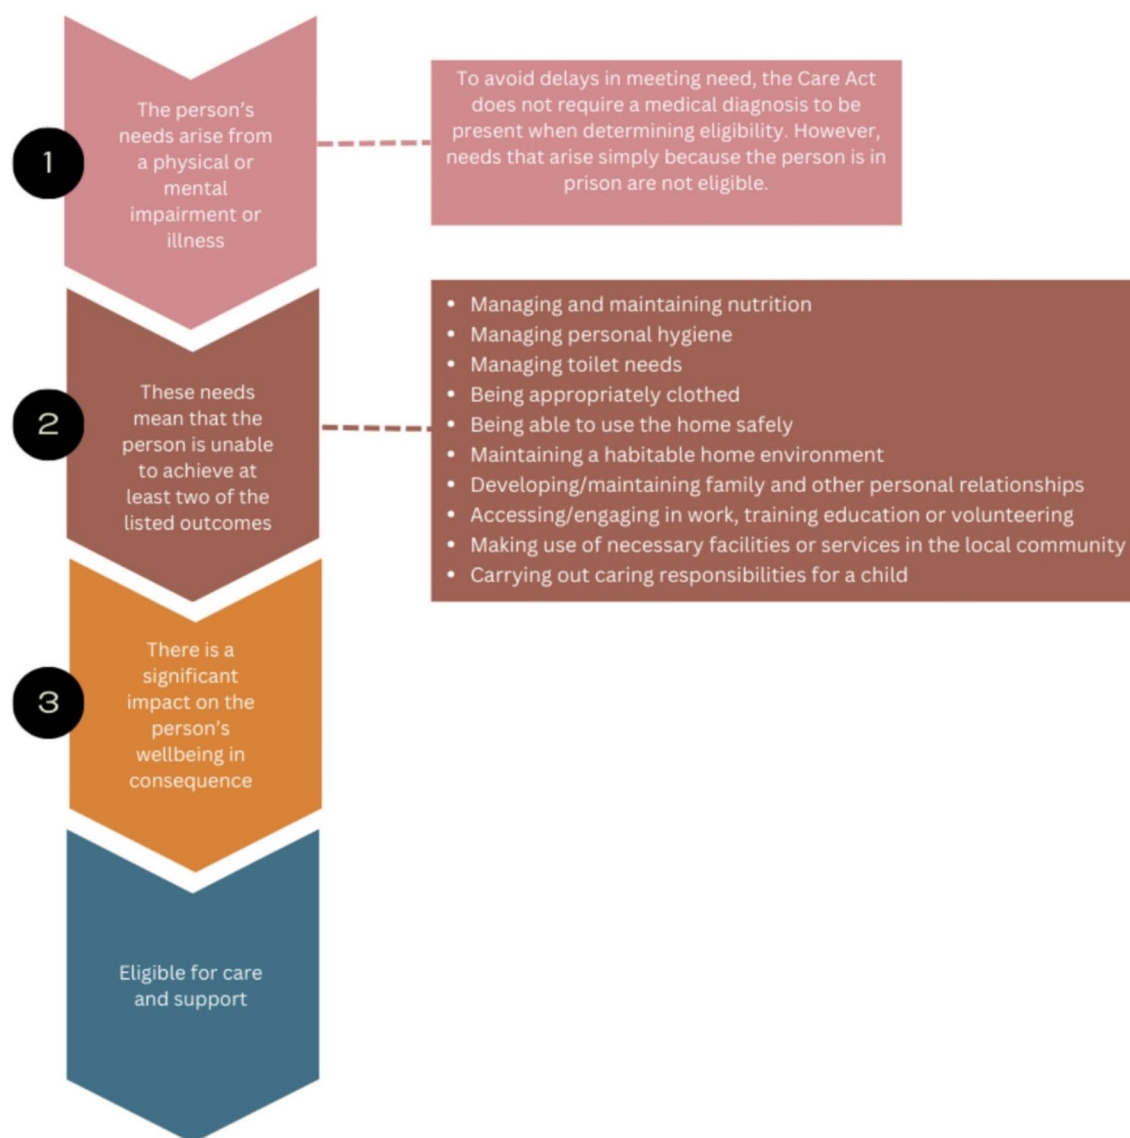 1
The person's
needs arise from
a physical or
mental
impairment or
illness
To avoid delays in meeting need, the Care Act
does not require a medical diagnosis to be
present when determining eligibility. However,
needs that arise simply because the person is in
prison are not eligible.
2
These needs
mean that the
person is unable
to achieve at
least two of the
listed outcomes
• Managing and maintaining nutrition
• Managing personal hygiene
• Managing toilet needs
• Being appropriately clothed
• Being able to use the home safely
• Maintaining a habitable home environment
• Developing/maintaining family and other personal relationships
• Accessing/engaging in work, training education or volunteering
• Making use of necessary facilities or services in the local community
• Carrying out caring responsibilities for a child
3
There is a
significant
impact on the
person's
wellbeing in
consequence
Eligible for care
and support